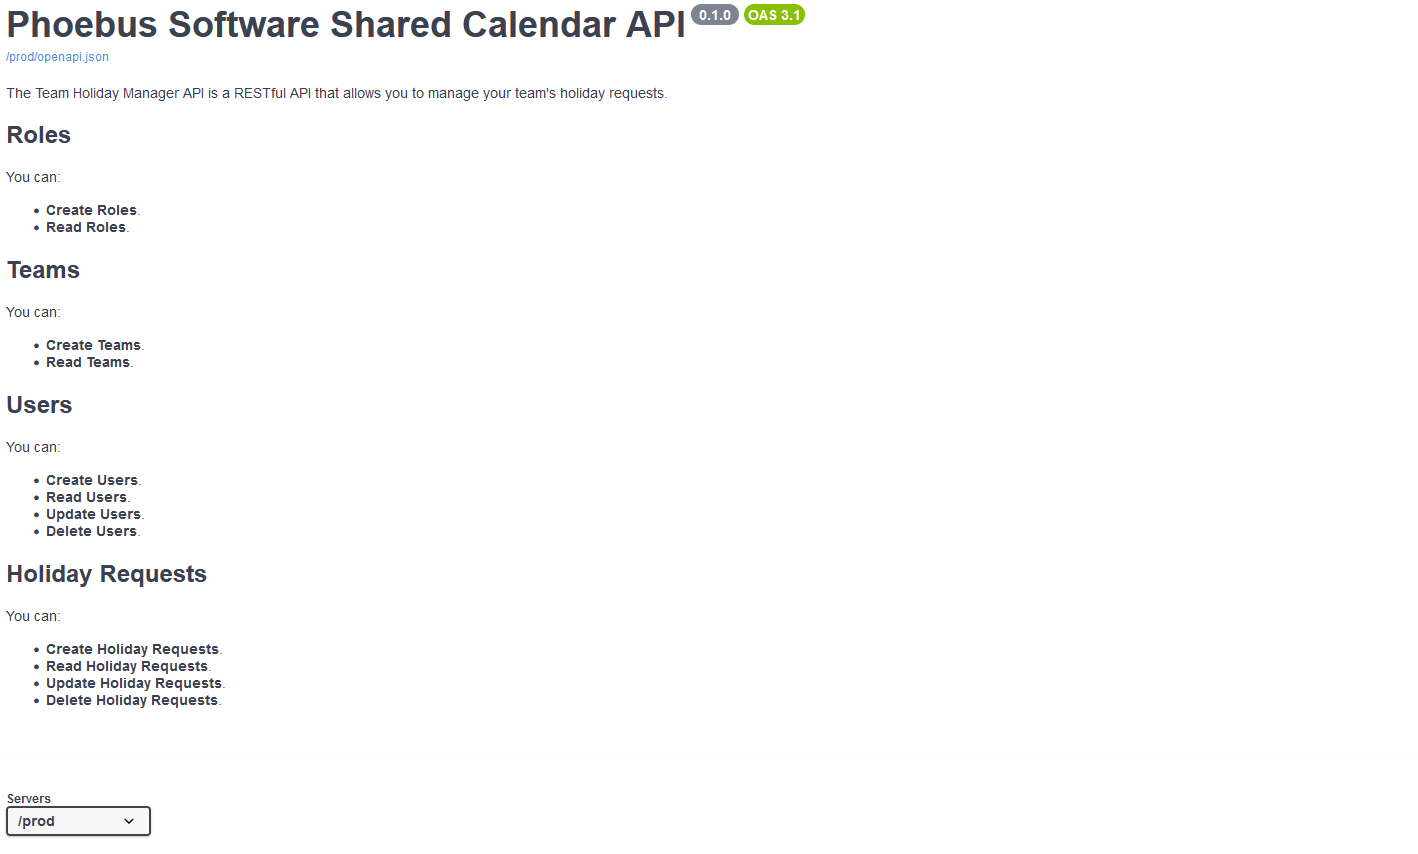 Phoebus Software Shared Calendar API 0.1.0 OAS 3.1
/prod/openapi.json
The Team Holiday Manager API is a RESTful API that allows you to manage your team's holiday requests.
Roles
You can:
• Create Roles.
• Read Roles.
Teams
You can:
• Create Teams.
• Read Teams.
Users
You can:
• Create Users.
• Read Users.
• Update Users.
• Delete Users.
Holiday Requests
You can:
• Create Holiday Requests.
• Read Holiday Requests.
• Update Holiday Requests.
• Delete Holiday Requests.
Servers
/prod